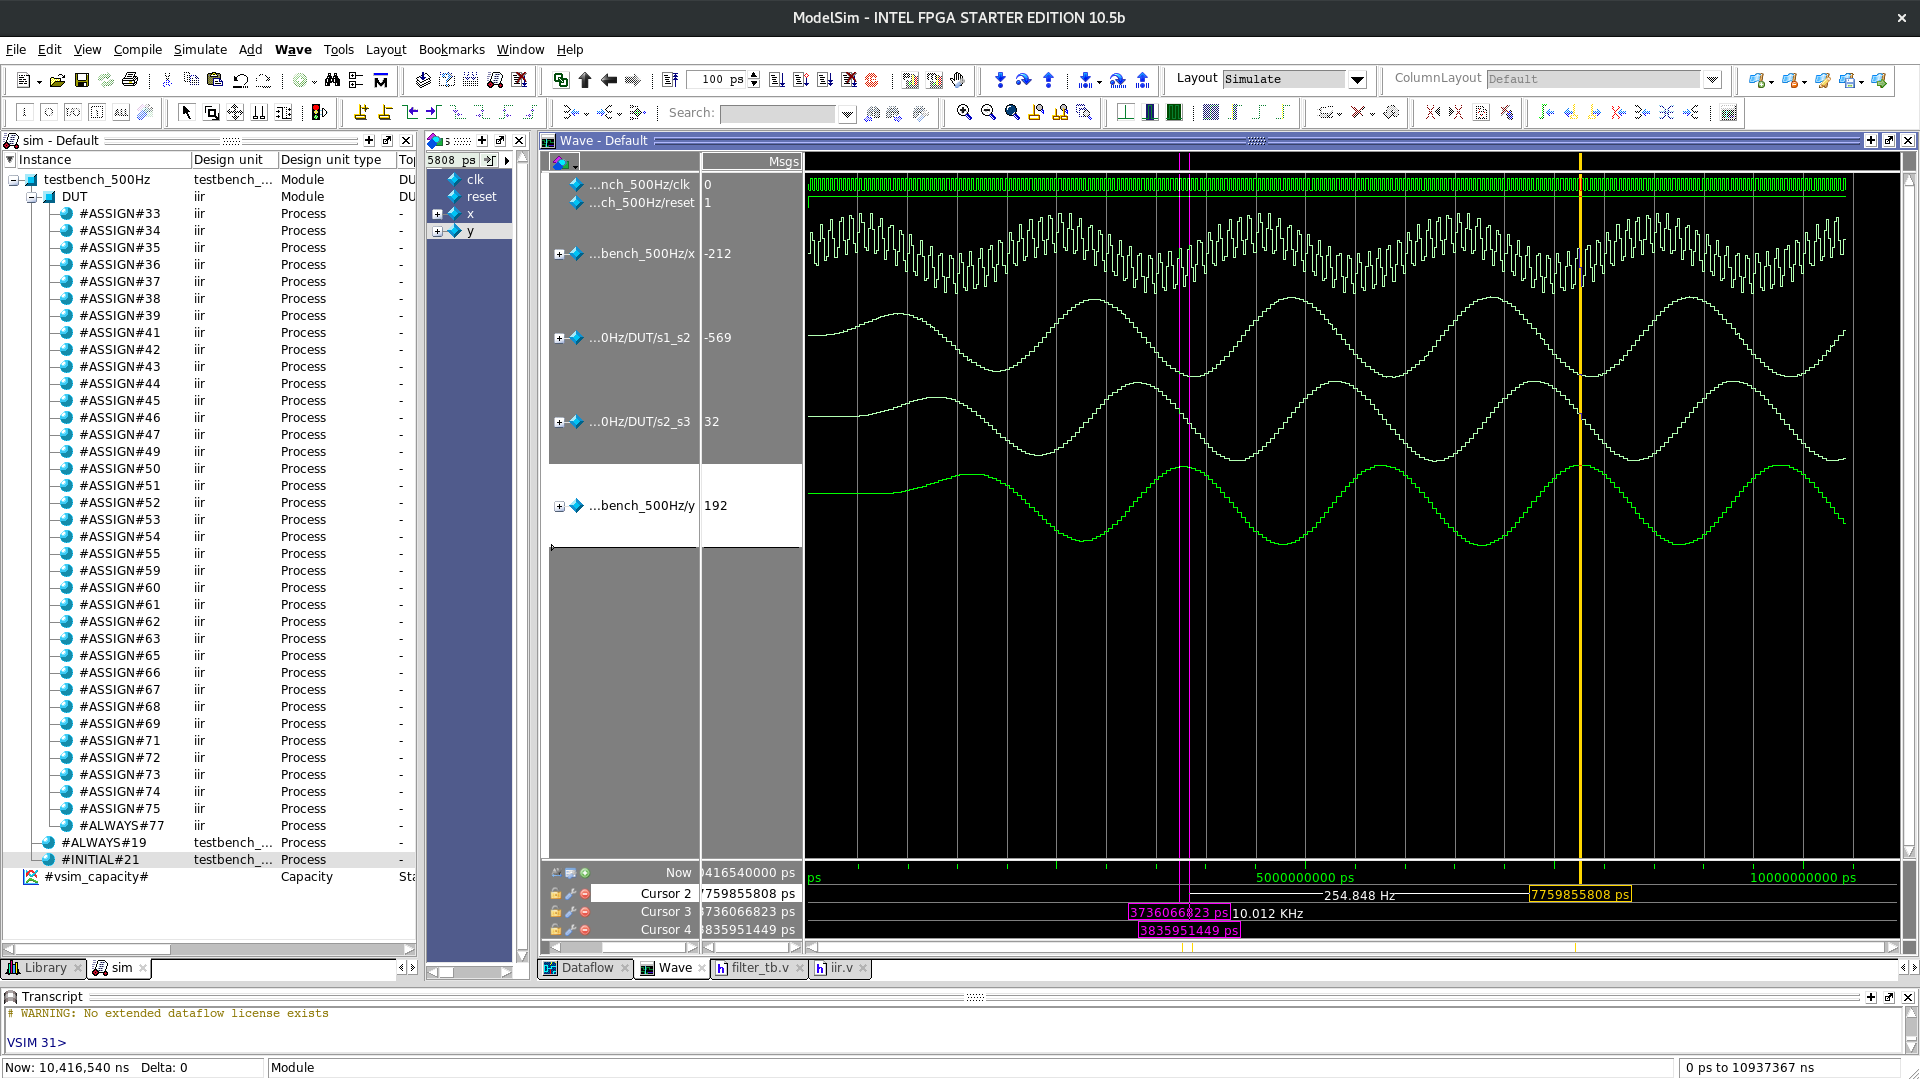 ModelSim - INTEL FPGA STARTER EDITION 10.5b
File Edit View Compile Simulate Add Wave Tools Layout Bookmarks Window Help
100 ps Layout Simulate ColumnLayout Default
Search:
sim - Default
Instance Design unit Design unit type
testbench_500Hz testbench_... Module DU
DUT iir Module DU
#ASSIGN#33 iir Process -
#ASSIGN#34 iir Process -
#ASSIGN#35 iir Process -
#ASSIGN#36 iir Process -
#ASSIGN#37 iir Process -
#ASSIGN#38 iir Process -
#ASSIGN#39 iir Process -
#ASSIGN#41 iir Process -
#ASSIGN#42 iir Process -
#ASSIGN#43 iir Process -
#ASSIGN#44 iir Process -
#ASSIGN#45 iir Process -
#ASSIGN#46 iir Process -
#ASSIGN#47 iir Process -
#ASSIGN#49 iir Process -
#ASSIGN#50 iir Process -
#ASSIGN#51 iir Process -
#ASSIGN#52 iir Process -
#ASSIGN#53 iir Process -
#ASSIGN#54 iir Process -
#ASSIGN#55 iir Process -
#ASSIGN#59 iir Process -
#ASSIGN#60 iir Process -
#ASSIGN#61 iir Process -
#ASSIGN#62 iir Process -
#ASSIGN#63 iir Process -
#ASSIGN#65 iir Process -
#ASSIGN#66 iir Process -
#ASSIGN#67 iir Process -
#ASSIGN#68 iir Process -
#ASSIGN#69 iir Process -
#ASSIGN#71 iir Process -
#ASSIGN#72 iir Process -
#ASSIGN#73 iir Process -
#ASSIGN#74 iir Process -
#ASSIGN#75 iir Process -
#ALWAYS#77 iir Process -
#ALWAYS#19 testbench_... Process -
#INITIAL#21 testbench_... Process -
#vsim_capacity# Capacity Sta
Library sim
5808 ps
clk
reset
x
y
Wave - Default
Msgs
...nch_500Hz/clk 0
...ch_500Hz/reset 1
...bench_500Hz/x -212
...0Hz/DUT/s1_s2 -569
...0Hz/DUT/s2_s3 32
...bench_500Hz/y 192
Now 0416540000 ps
ps 5000000000 ps 10000000000 ps
Cursor 2 7759855808 ps 254.848 Hz 7759855808 ps
Cursor 3 3736066823 ps 3736066823 ps 10.012 KHz
Cursor 4 3835951449 ps 3835951449 ps
Dataflow Wave filter_tb.v iir.v
Transcript
# WARNING: No extended dataflow license exists
VSIM 31>
Now: 10,416,540 ns Delta: 0 Module 0 ps to 10937367 ns